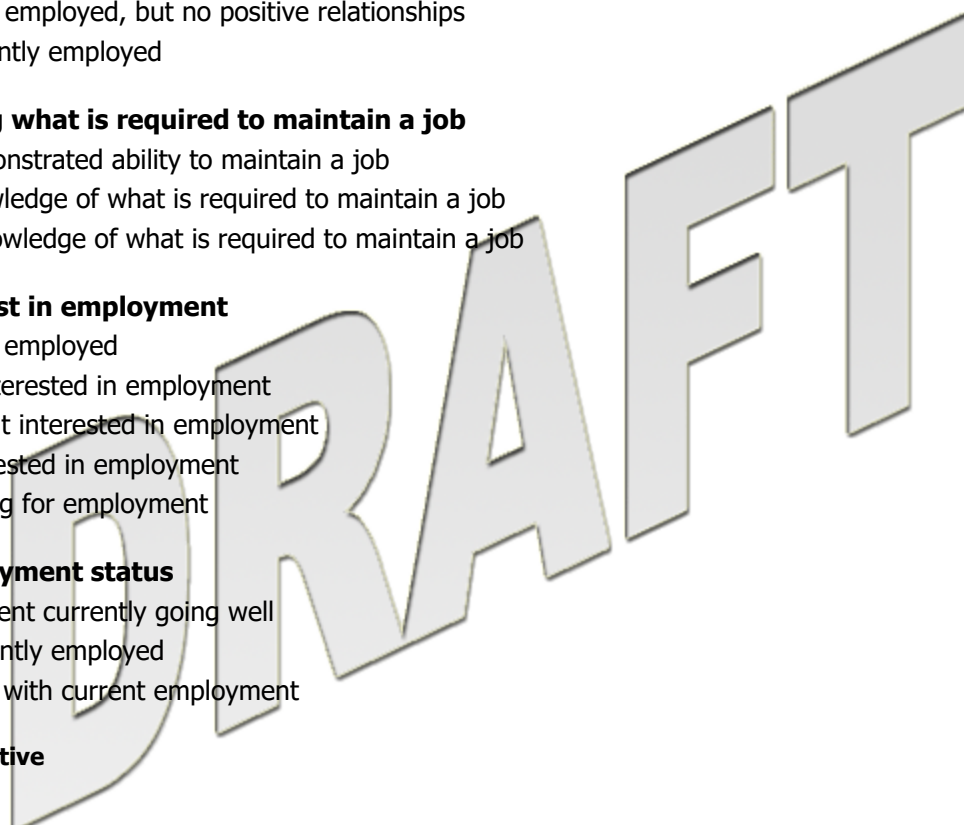 employed, but no positive relationships
ntly employed
what is required to maintain a job
onstrated ability to maintain a job
ledge of what is required to maintain a job
owledge of what is required to maintain a job
st in employment
employed
terested in employment
t interested in employment
ested in employment
g for employment
yment status
ent currently going well
ntly employed
with current employment
tive
DRAFT